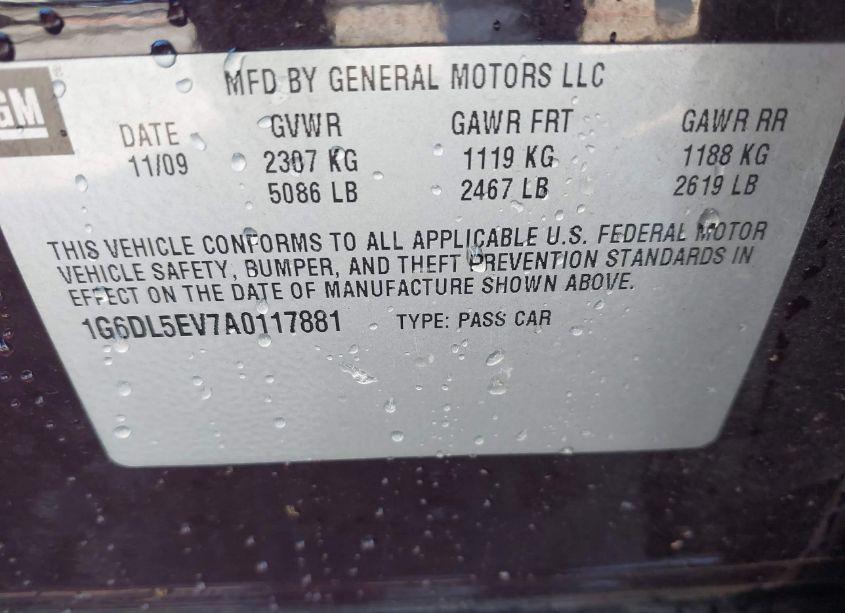 GM
MFD BY GENERAL MOTORS LLC
DATE GVWR GAWR FRT GAWR RR
11/09 2307 KG 1119 KG 1188 KG
5086 LB 2467 LB 2619 LB
THIS VEHICLE CONFORMS TO ALL APPLICABLE U.S. FEDERAL MOTOR
VEHICLE SAFETY, BUMPER, AND THEFT PREVENTION STANDARDS IN
EFFECT ON THE DATE OF MANUFACTURE SHOWN ABOVE.
1G6DL5EV7A0117881 TYPE: PASS CAR